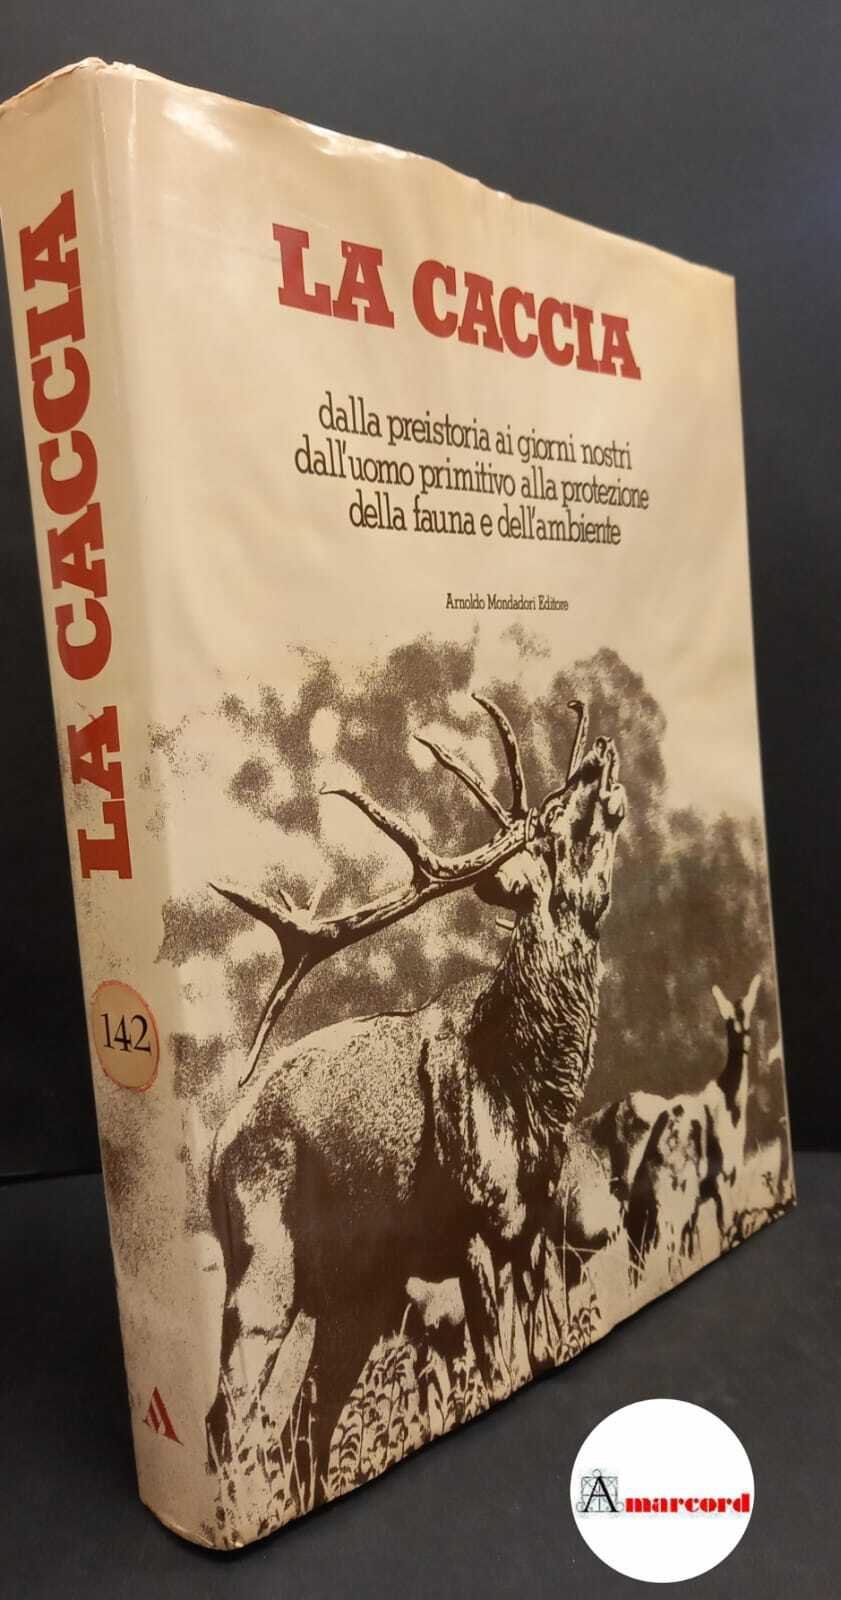 LA CACCIA
dalla preistoria ai giorni nostri
dall'uomo primitivo alla protezione
della fauna e dell'ambiente
Arnoldo Mondadori Editore
LA CACCIA
142
Amarcord